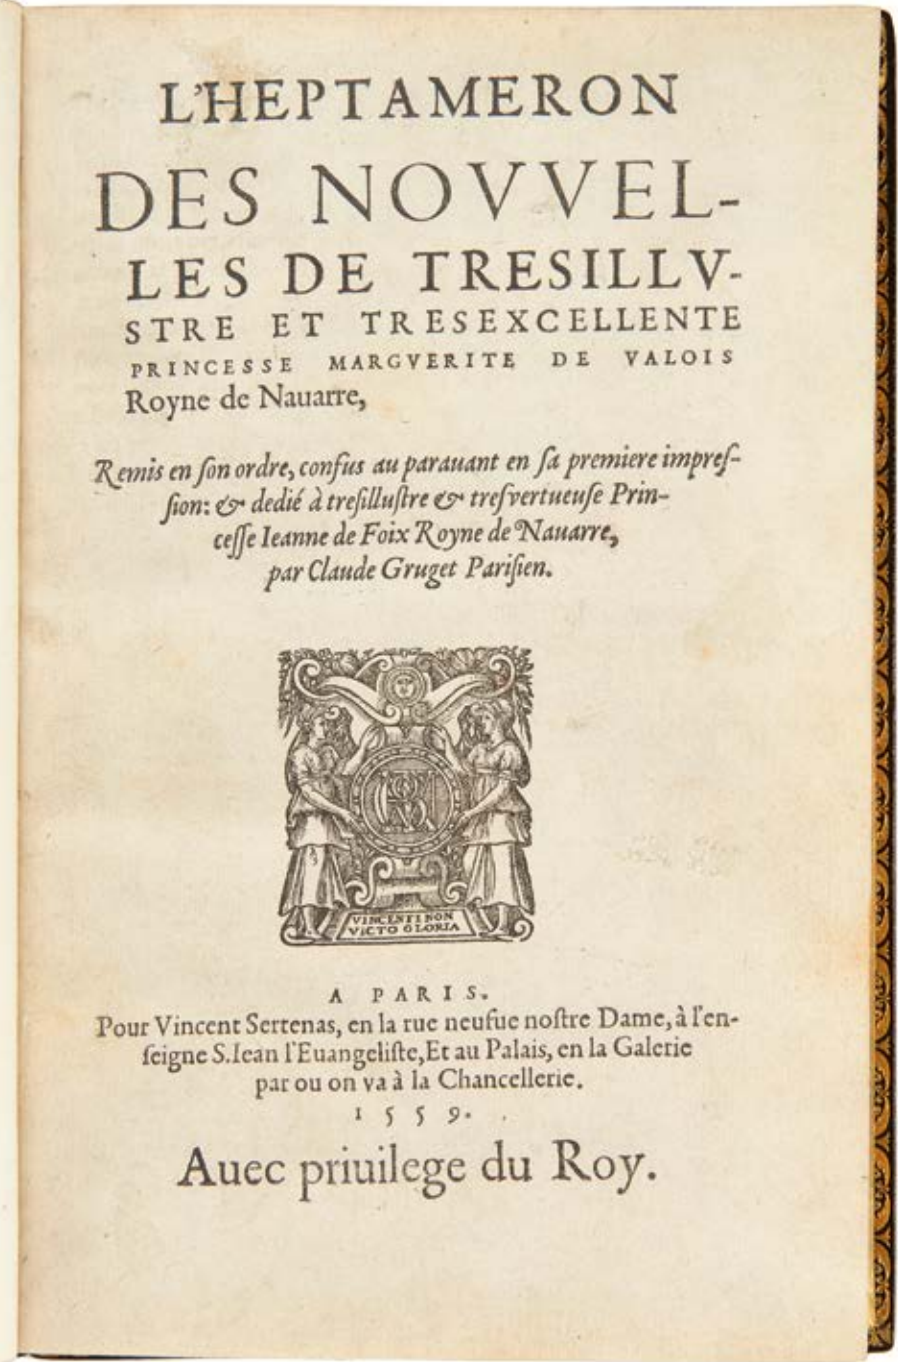 L'HEPTAMERON
DES NOVVEL-
LES DE TRESILLV-
STRE ET TRESEXCELLENTE
PRINCESSE MARGVERITE DE VALOIS
Royne de Nauarre,
Remis en ſon ordre, confus au parauant en ſa premiere impreſ-
ſion: & dedié à treſilluſtre & treſvertueuſe Prin-
ceſſe Ieanne de Foix Royne de Nauarre,
par Claude Gruget Pariſien.
VINCENTI NON
VICTO GLORIA
A PARIS.
Pour Vincent Sertenas, en la rue neufue noſtre Dame, à l'en-
ſeigne S.Iean l'Euangeliſte, Et au Palais, en la Galerie
par ou on va à la Chancellerie.
1559.
Auec priuilege du Roy.